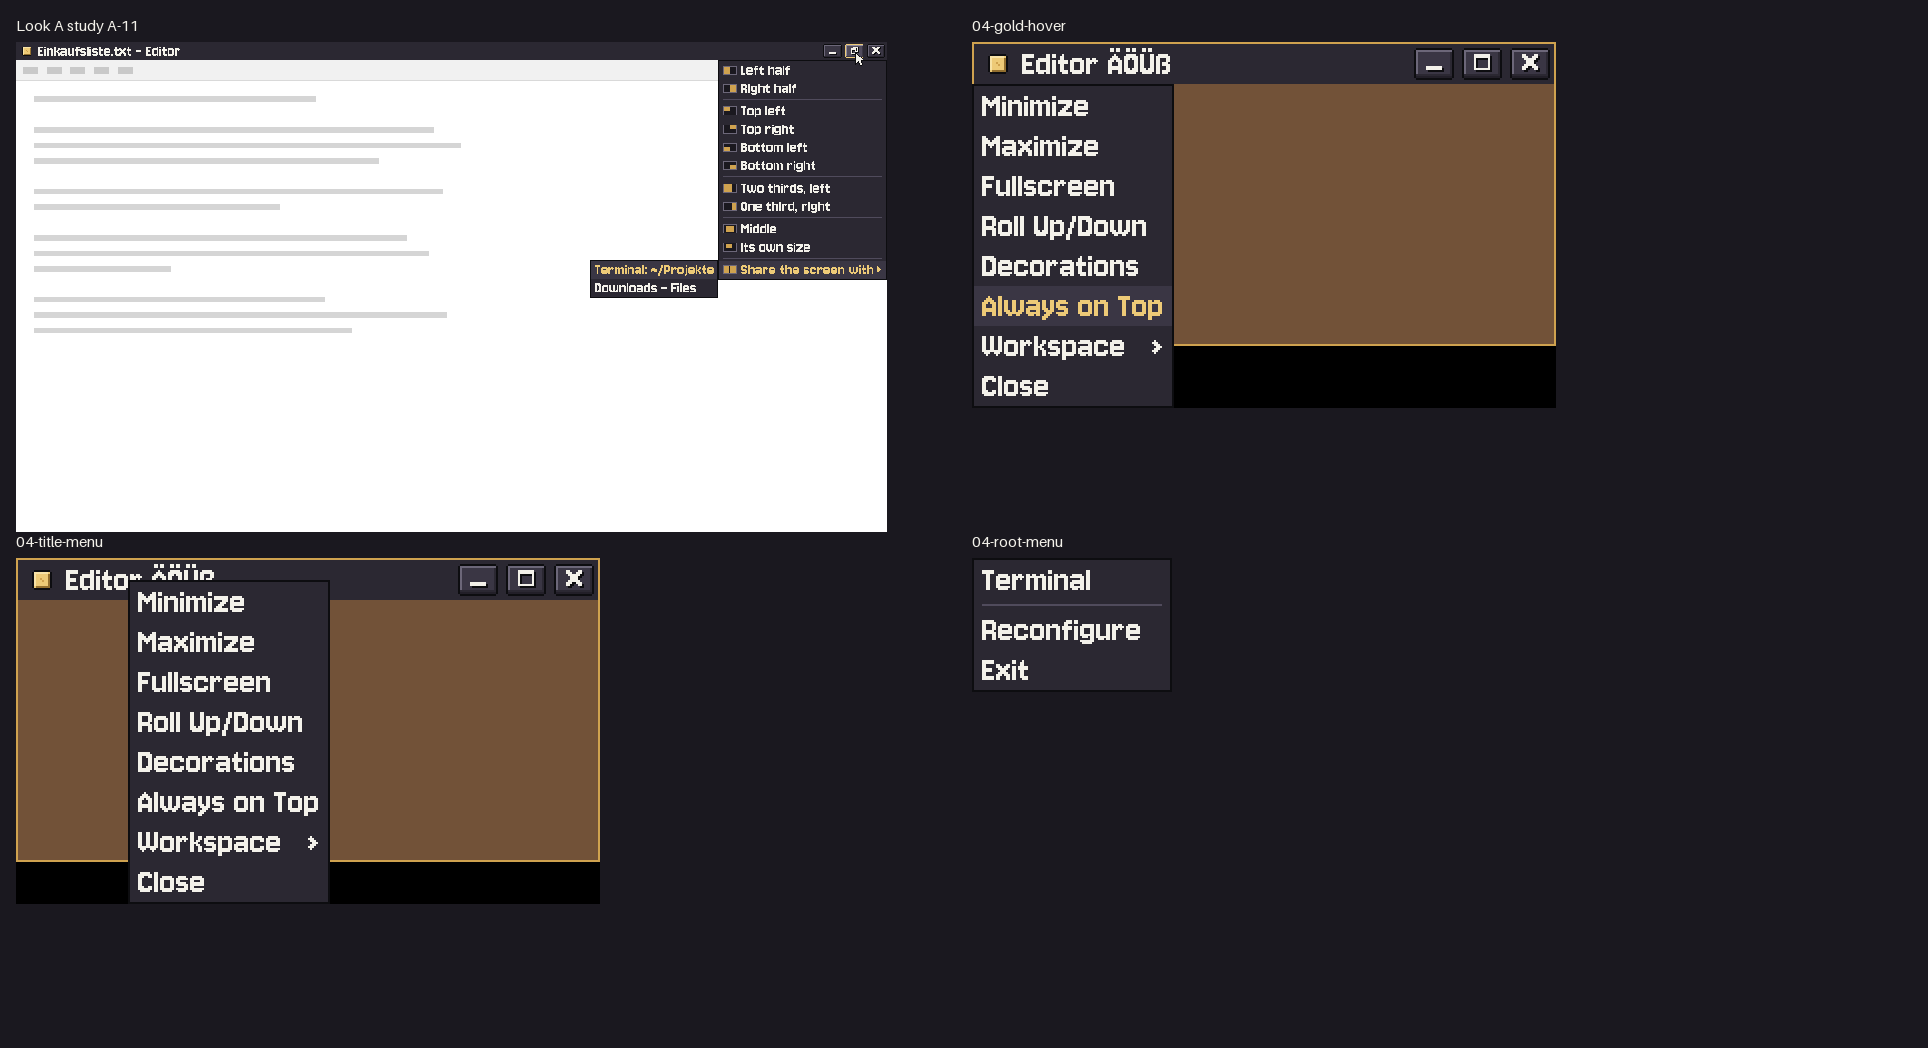 Look A study A-11
Einkaufsliste.txt - Editor
Left half
Right half
Top left
Top right
Bottom left
Bottom right
Two thirds, left
One third, right
Middle
Its own size
Share the screen with
Terminal: ~/Projekte
Downloads - Files
04-gold-hover
Editor ÄÖÜß
Minimize
Maximize
Fullscreen
Roll Up/Down
Decorations
Always on Top
Workspace
Close
04-title-menu
Editor ÄÖÜß
Minimize
Maximize
Fullscreen
Roll Up/Down
Decorations
Always on Top
Workspace
Close
04-root-menu
Terminal
Reconfigure
Exit